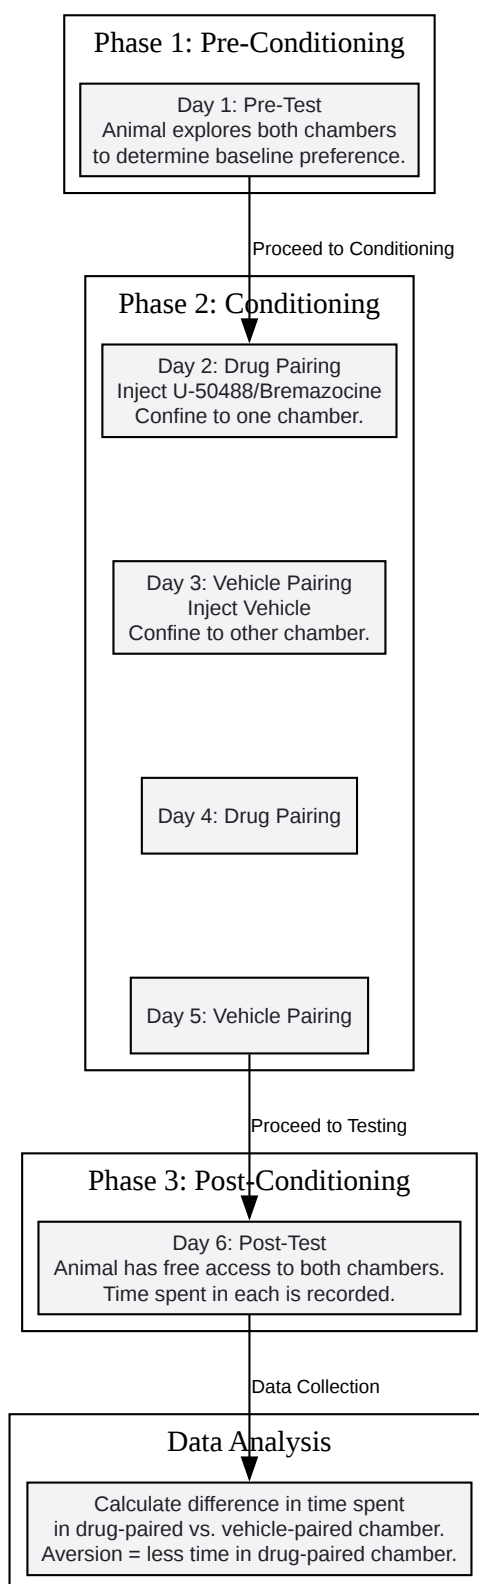 Phase 1: Pre-Conditioning
Day 1: Pre-Test
Animal explores both chambers
to determine baseline preference.
Proceed to Conditioning
Phase 2: Conditioning
Day 2: Drug Pairing
Inject U-50488/Bremazocine
Confine to one chamber.
Day 3: Vehicle Pairing
Inject Vehicle
Confine to other chamber.
Day 4: Drug Pairing
Day 5: Vehicle Pairing
Proceed to Testing
Phase 3: Post-Conditioning
Day 6: Post-Test
Animal has free access to both chambers.
Time spent in each is recorded.
Data Collection
Data Analysis
Calculate difference in time spent
in drug-paired vs. vehicle-paired chamber.
Aversion = less time in drug-paired chamber.